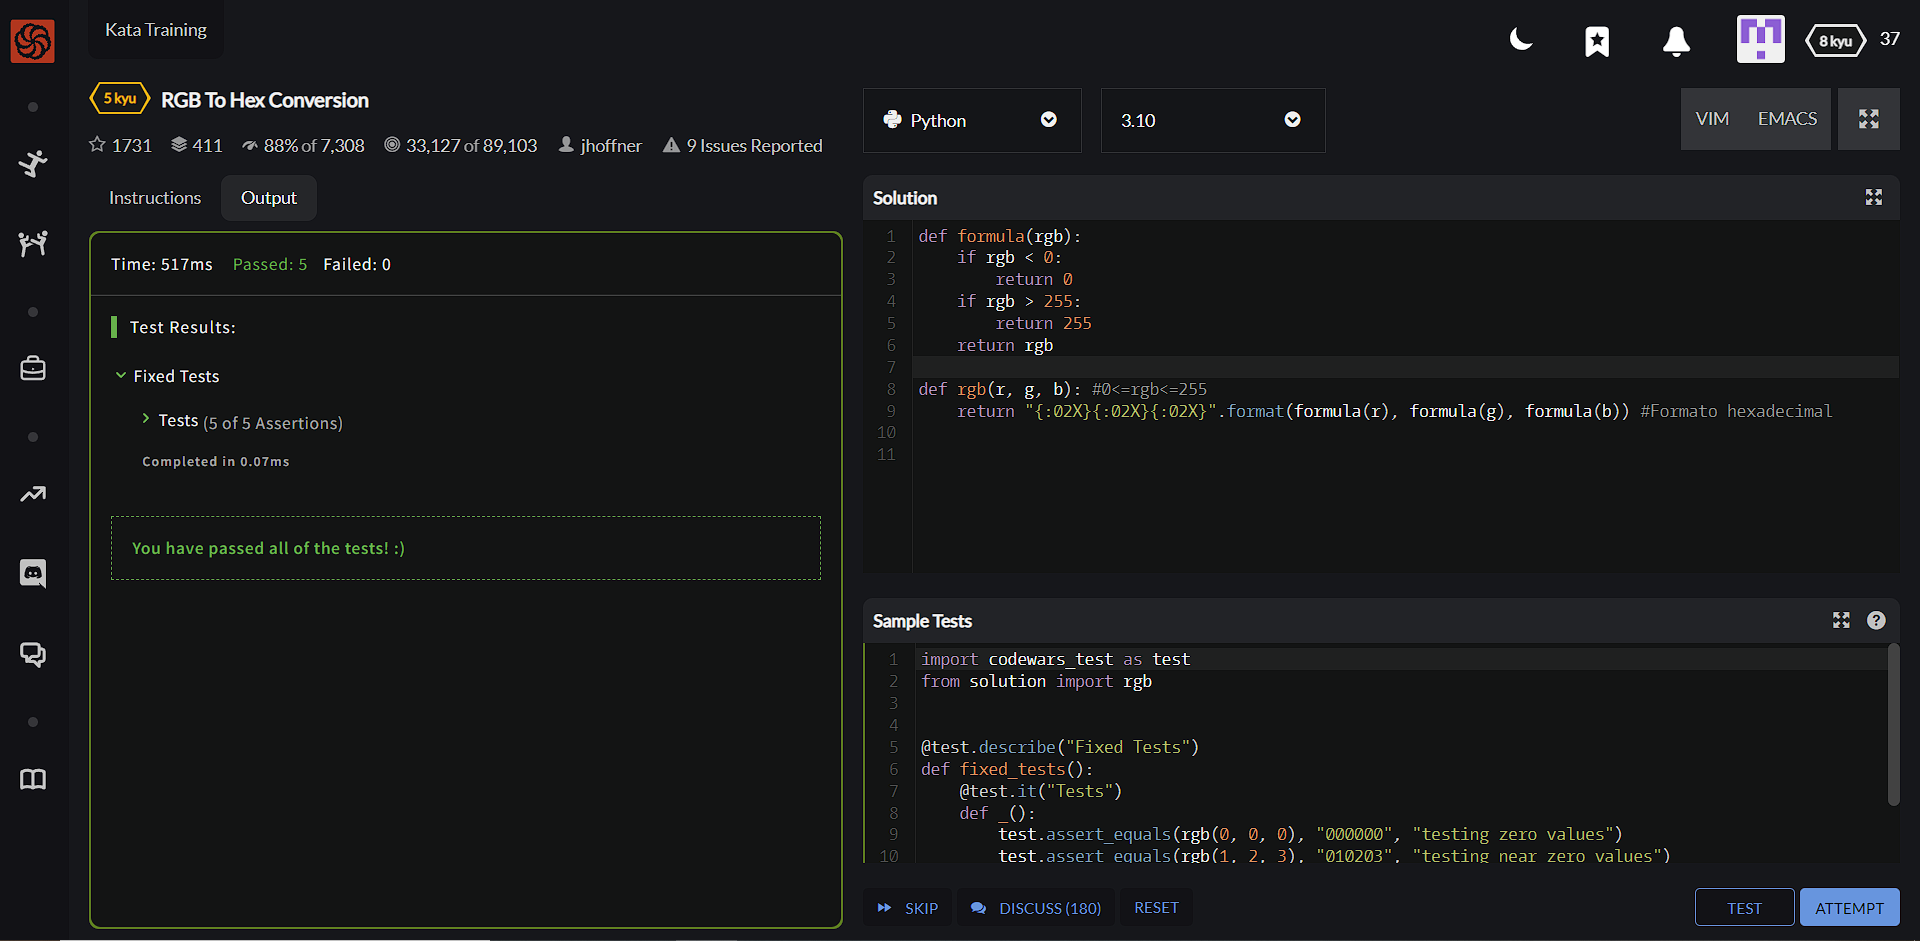 Kata Training
8 kyu 37
5 kyu RGB To Hex Conversion
1731 411 88% of 7,308 33,127 of 89,103 jhoffner 9 Issues Reported
Python 3.10 VIM EMACS
Instructions Output
Time: 517ms Passed: 5 Failed: 0
Test Results:
Fixed Tests
Tests (5 of 5 Assertions)
Completed in 0.07ms
You have passed all of the tests! :)
Solution
1 def formula(rgb):
2     if rgb < 0:
3         return 0
4     if rgb > 255:
5         return 255
6     return rgb
7
8 def rgb(r, g, b): #0<=rgb<=255
9     return "{:02X}{:02X}{:02X}".format(formula(r), formula(g), formula(b)) #Formato hexadecimal
10
11
Sample Tests ?
1 import codewars_test as test
2 from solution import rgb
3
4
5 @test.describe("Fixed Tests")
6 def fixed_tests():
7     @test.it("Tests")
8     def _():
9         test.assert_equals(rgb(0, 0, 0), "000000", "testing zero values")
10         test.assert_equals(rgb(1, 2, 3), "010203", "testing near zero values")
SKIP DISCUSS (180) RESET TEST ATTEMPT